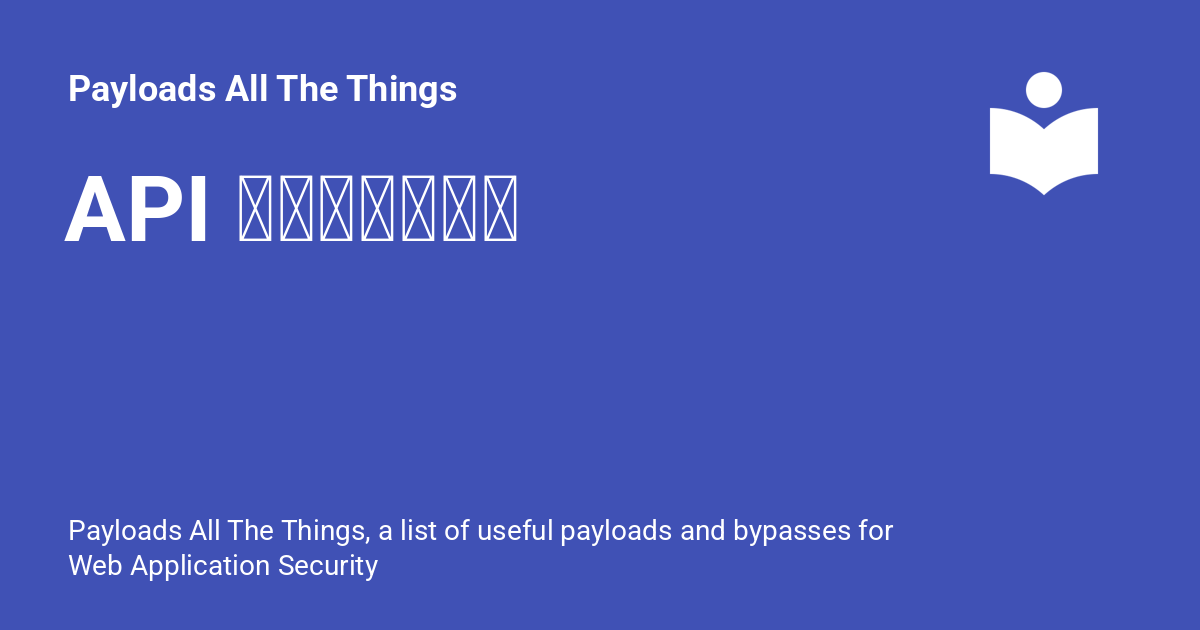 Payloads All The Things
API
Payloads All The Things, a list of useful payloads and bypasses for
Web Application Security